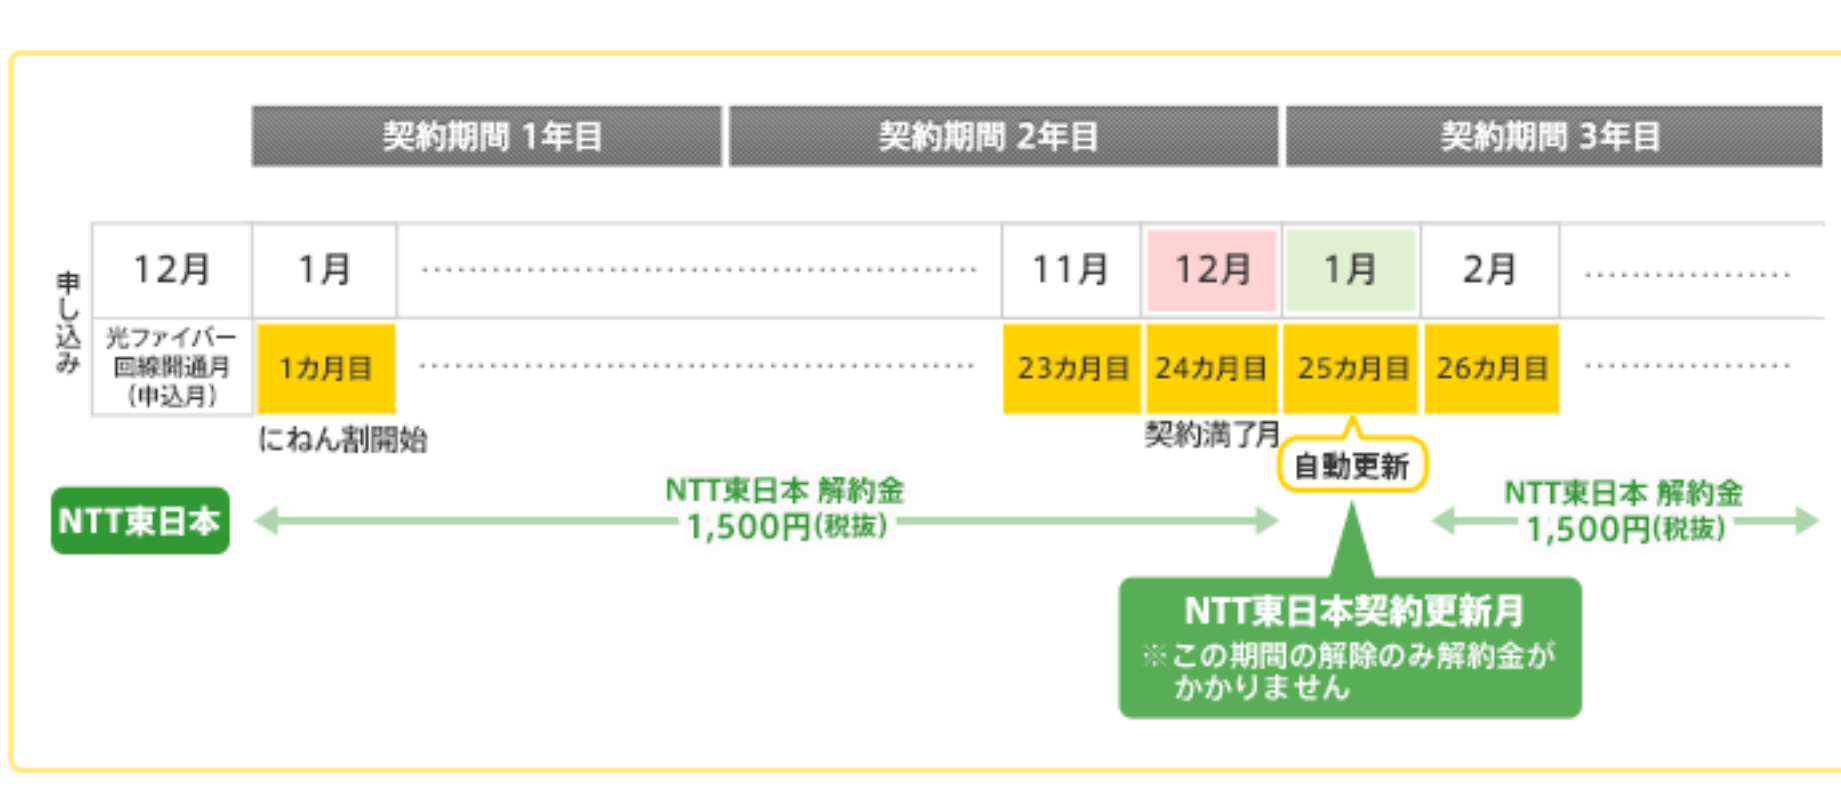 契約期間 1年目
契約期間 2年目
契約期間 3年目
申し込み
12月
1月
11月
12月
1月
2月
光ファイバー
回線開通月
(申込月)
1カ月目
23カ月目
24カ月目
25カ月目
26カ月目
にねん割開始
契約満了月
自動更新
NTT東日本
NTT東日本 解約金
1,500円(税抜)
NTT東日本 解約金
1,500円(税抜)
NTT東日本契約更新月
※この期間の解除のみ解約金が
かかりません